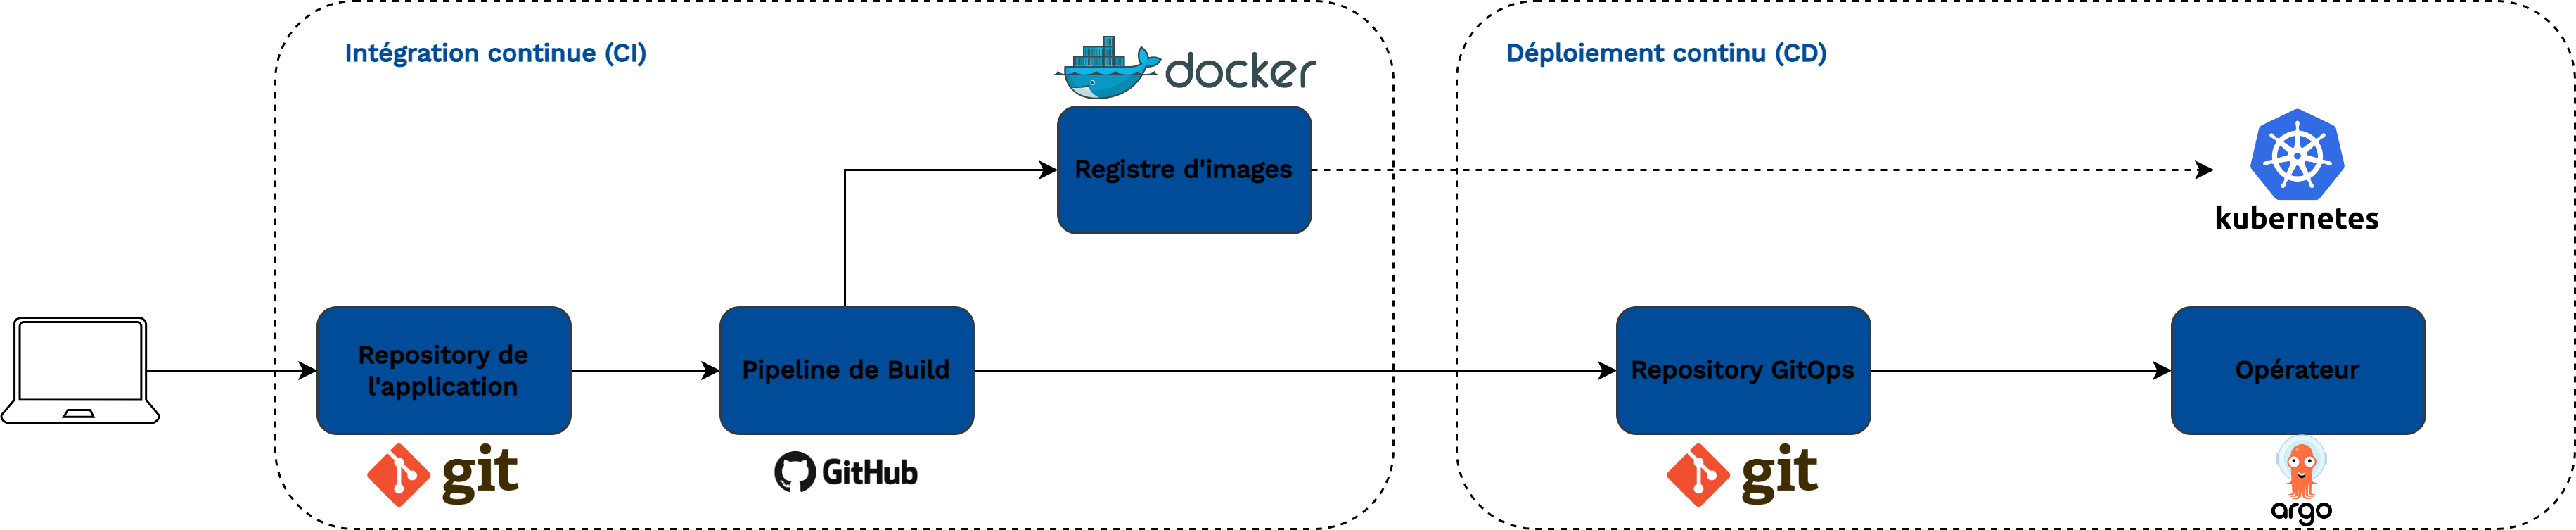 Intégration continue (CI)
Déploiement continu (CD)
docker
Registre d'images
kubernetes
Repository de
l'application
Pipeline de Build
Repository GitOps
Opérateur
git
GitHub
git
argo